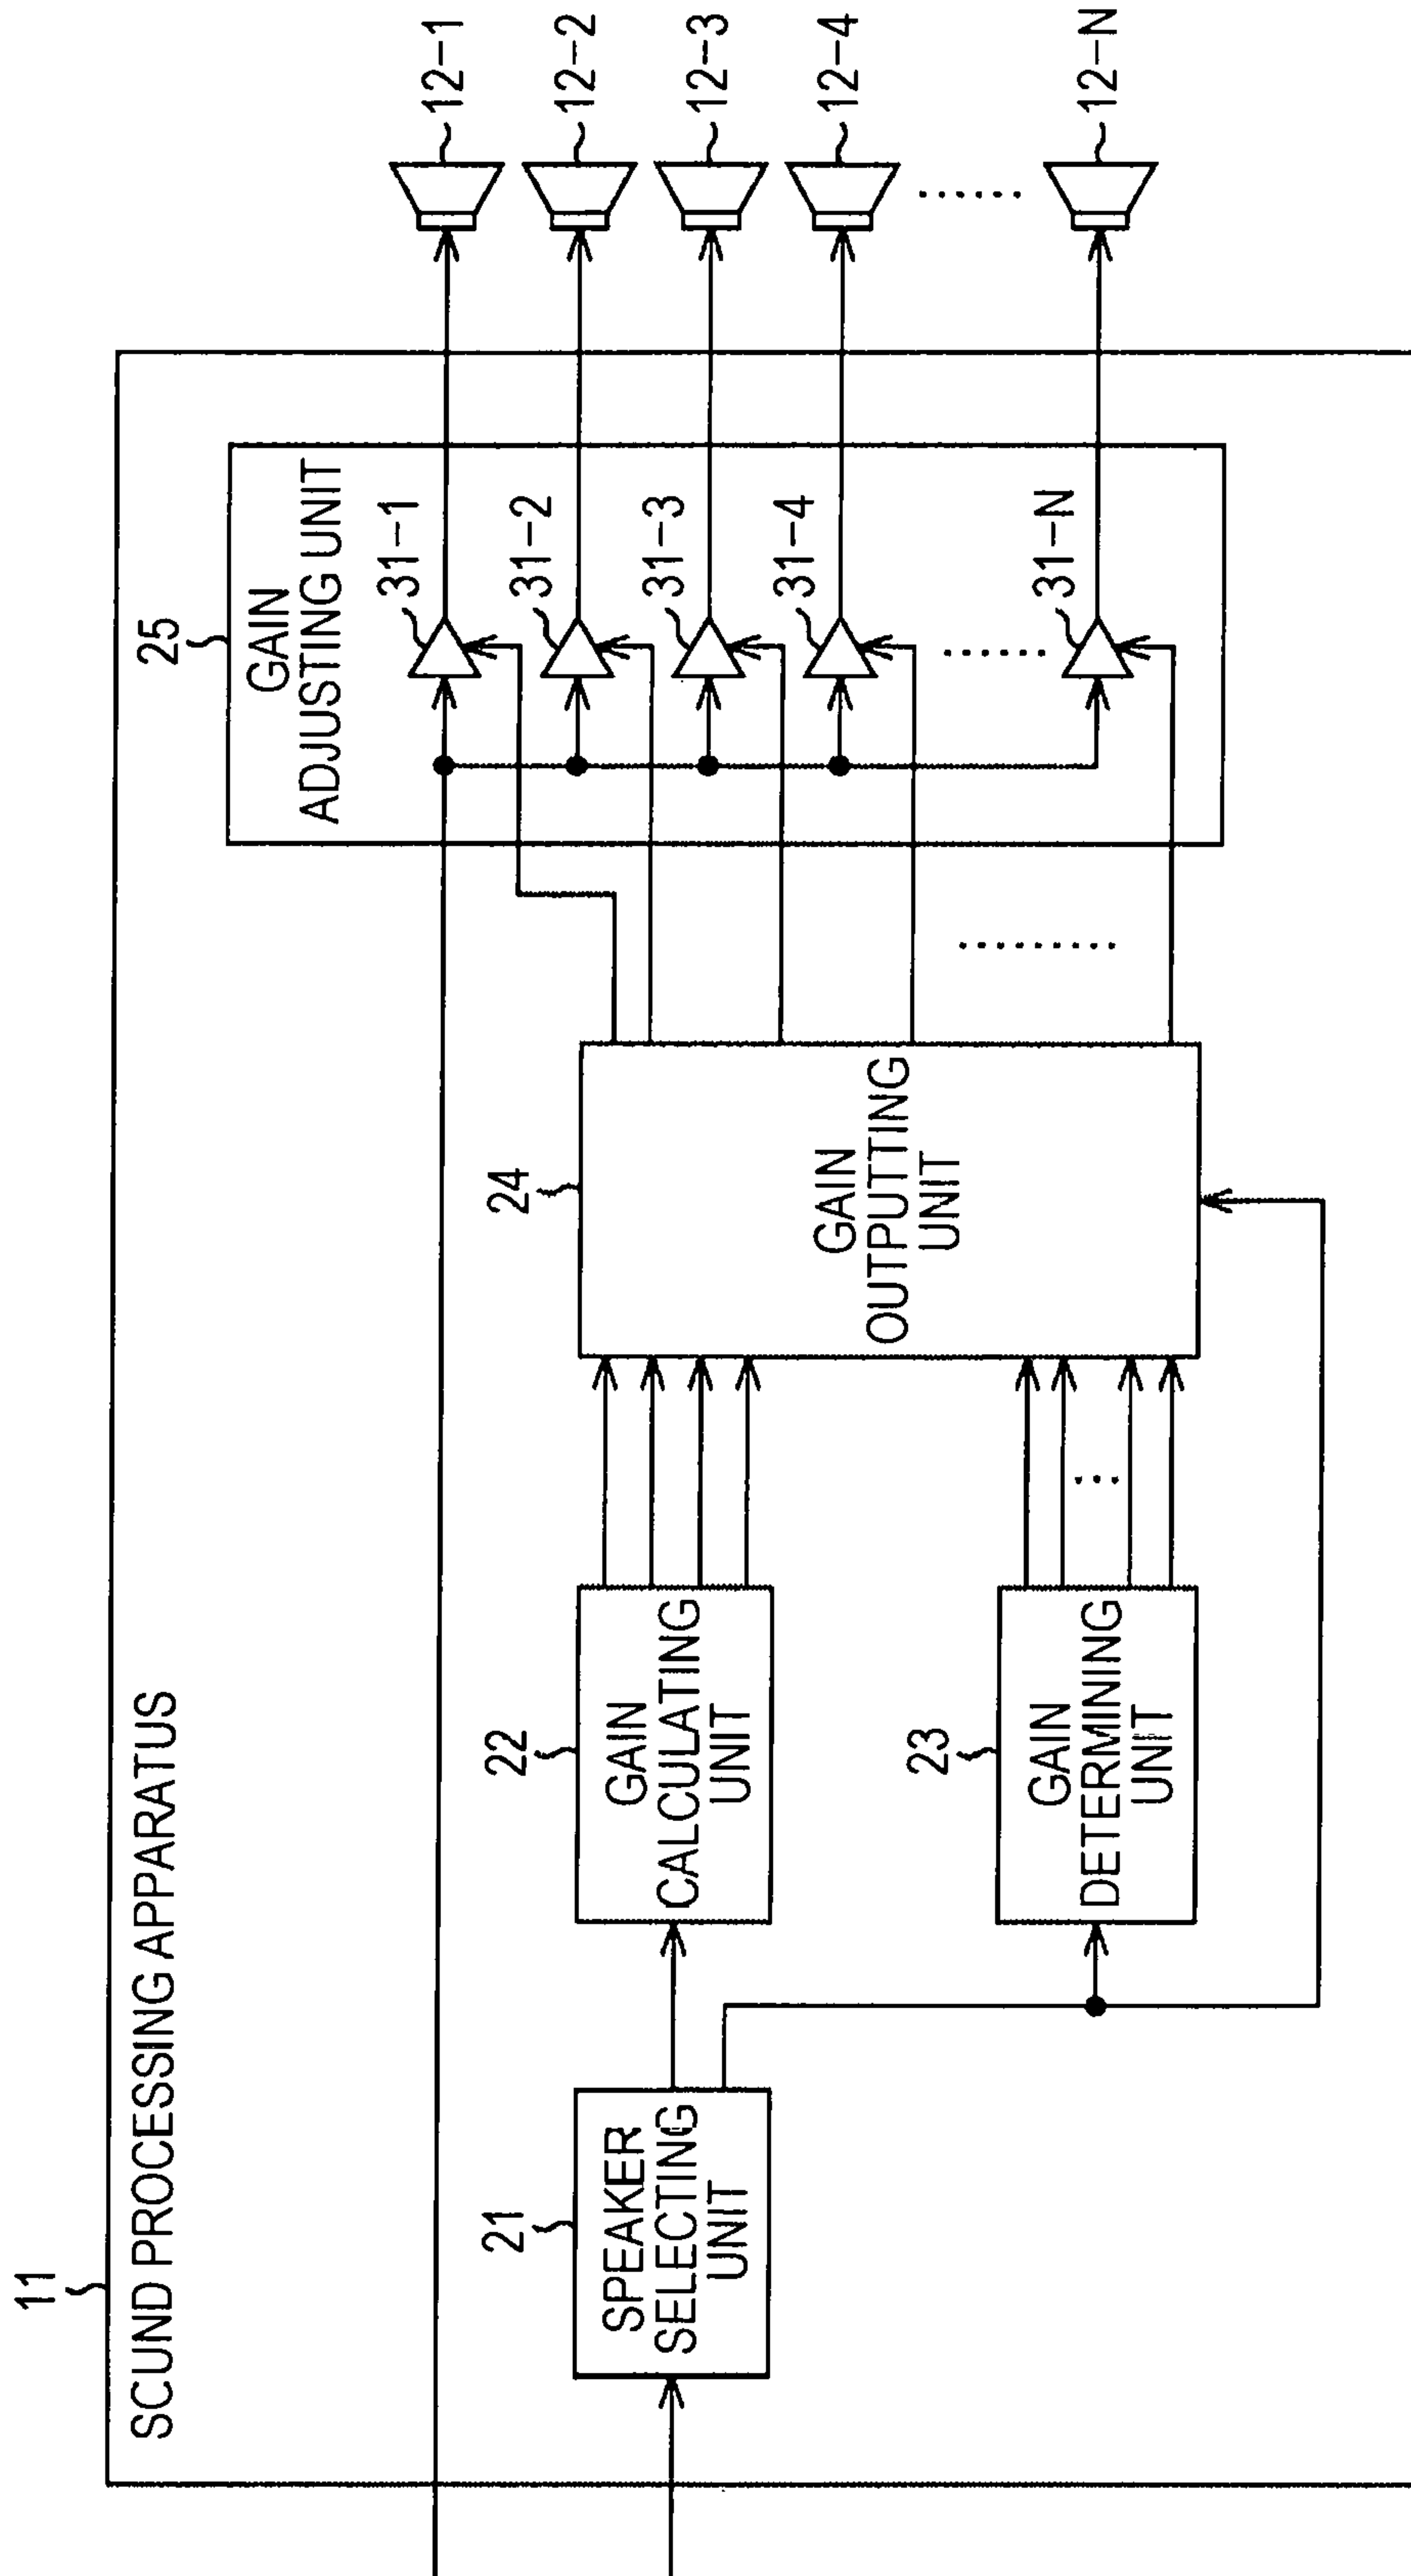 11
SCUND PROCESSING APPARATUS
21
SPEAKER
SELECTING
UNIT
22
GAIN
CALCULATING
UNIT
23
GAIN
DETERMINING
UNIT
24
GAIN
OUTPUTTING
UNIT
25
GAIN
ADJUSTING UNIT
31-1
31-2
31-3
31-4
31-N
12-1
12-2
12-3
12-4
12-N